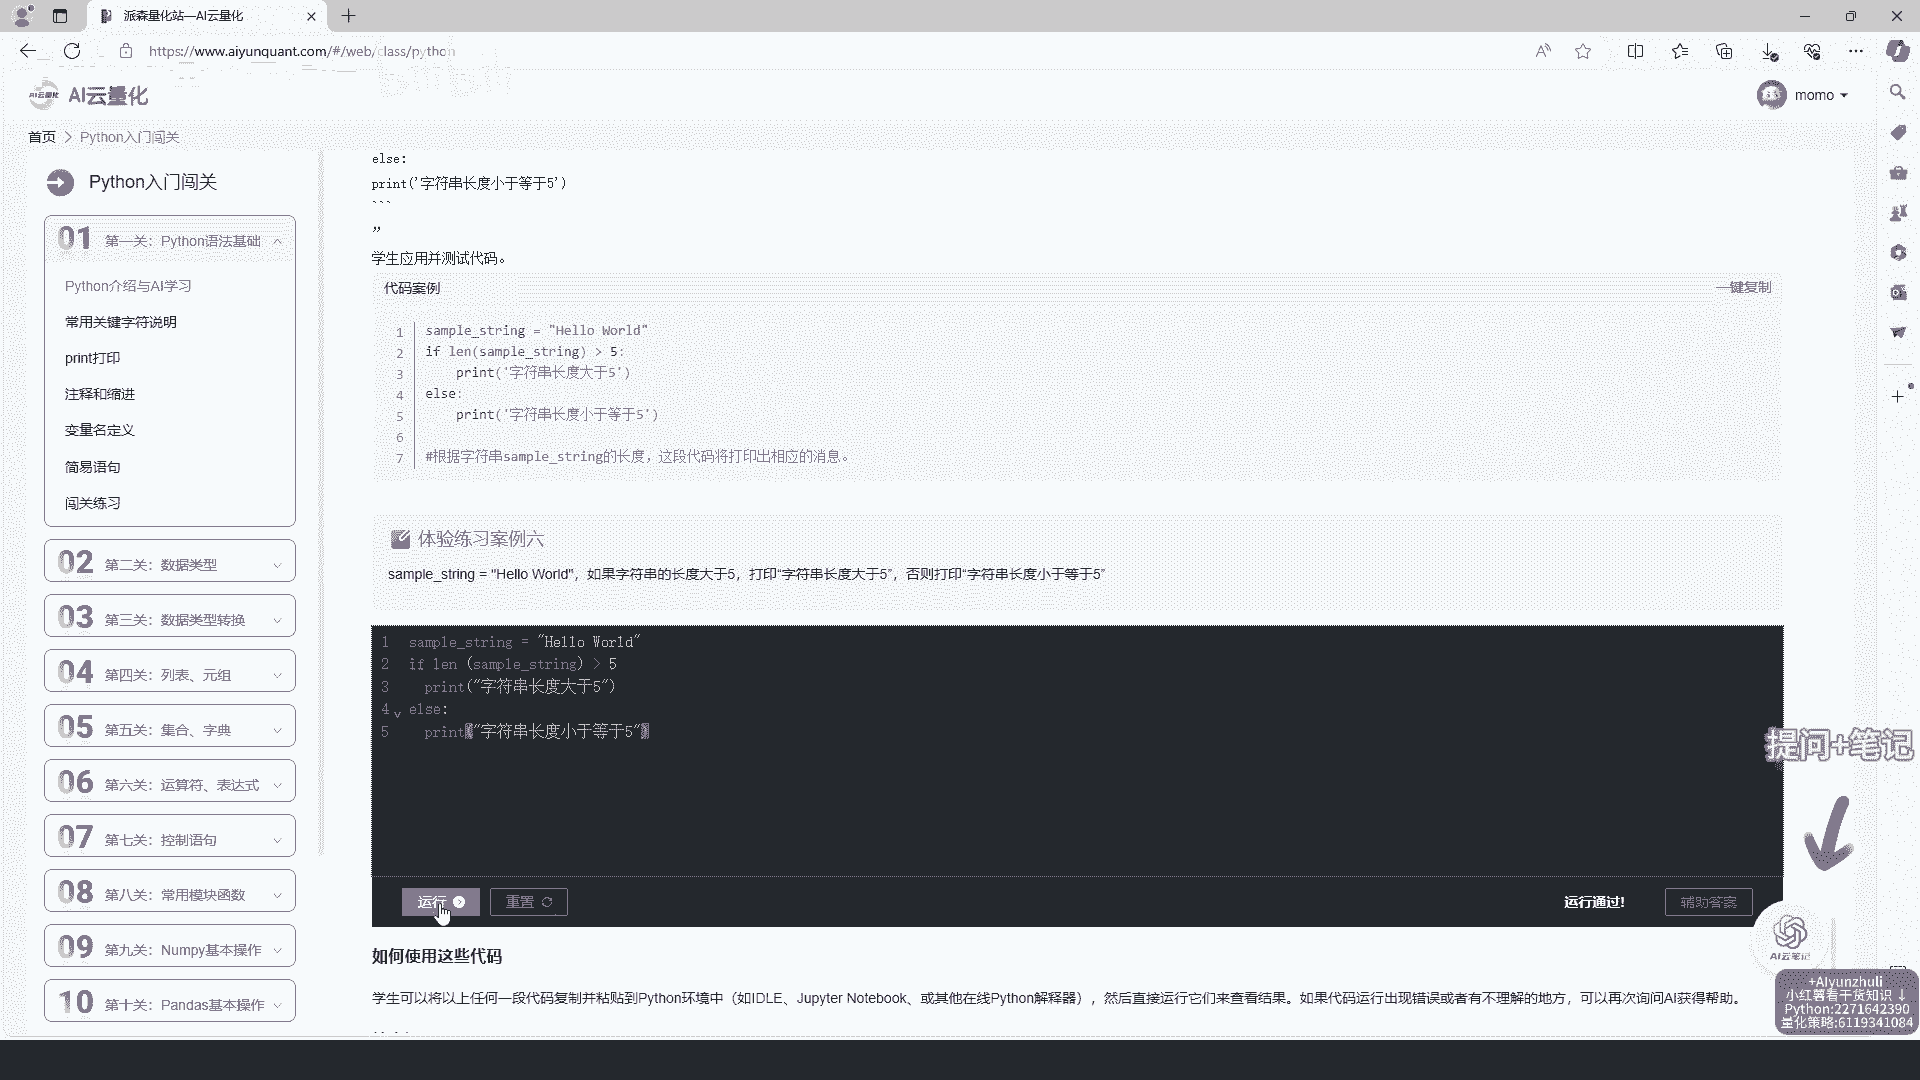 派森量化站—AI云量化
https://www.aiyunquant.com/#/web/class/python
AI云量化
momo
首页 > Python入门闯关
Python入门闯关
01 第一关：Python语法基础
Python介绍与AI学习
常用关键字符说明
print打印
注释和缩进
变量名定义
简易语句
闯关练习
02 第二关：数据类型
03 第三关：数据类型转换
04 第四关：列表、元组
05 第五关：集合、字典
06 第六关：运算符、表达式
07 第七关：控制语句
08 第八关：常用模块函数
09 第九关：Numpy基本操作
10 第十关：Pandas基本操作
else:
print('字符串长度小于等于5')
```
”
学生应用并测试代码。
代码案例
一键复制
1 sample_string = "Hello World"
2 if len(sample_string) > 5:
3 print('字符串长度大于5')
4 else:
5 print('字符串长度小于等于5')
6
7 #根据字符串sample_string的长度，这段代码将打印出相应的消息。
体验练习案例六
sample_string = "Hello World"，如果字符串的长度大于5，打印“字符串长度大于5”，否则打印“字符串长度小于等于5”
1 sample_string = "Hello World"
2 if len (sample_string) > 5
3 print("字符串长度大于5")
4 else:
5 print("字符串长度小于等于5")
运行
重置
运行通过!
辅助答案
如何使用这些代码
学生可以将以上任何一段代码复制并粘贴到Python环境中（如IDLE、Jupyter Notebook、或其他在线Python解释器），然后直接运行它们来查看结果。如果代码运行出现错误或者有不理解的地方，可以再次询问AI获得帮助。
提问+笔记
AI云笔记
+AIyunzhuli
小红薯看干货知识 ↓
Python:2271642390
量化策略:6119341084